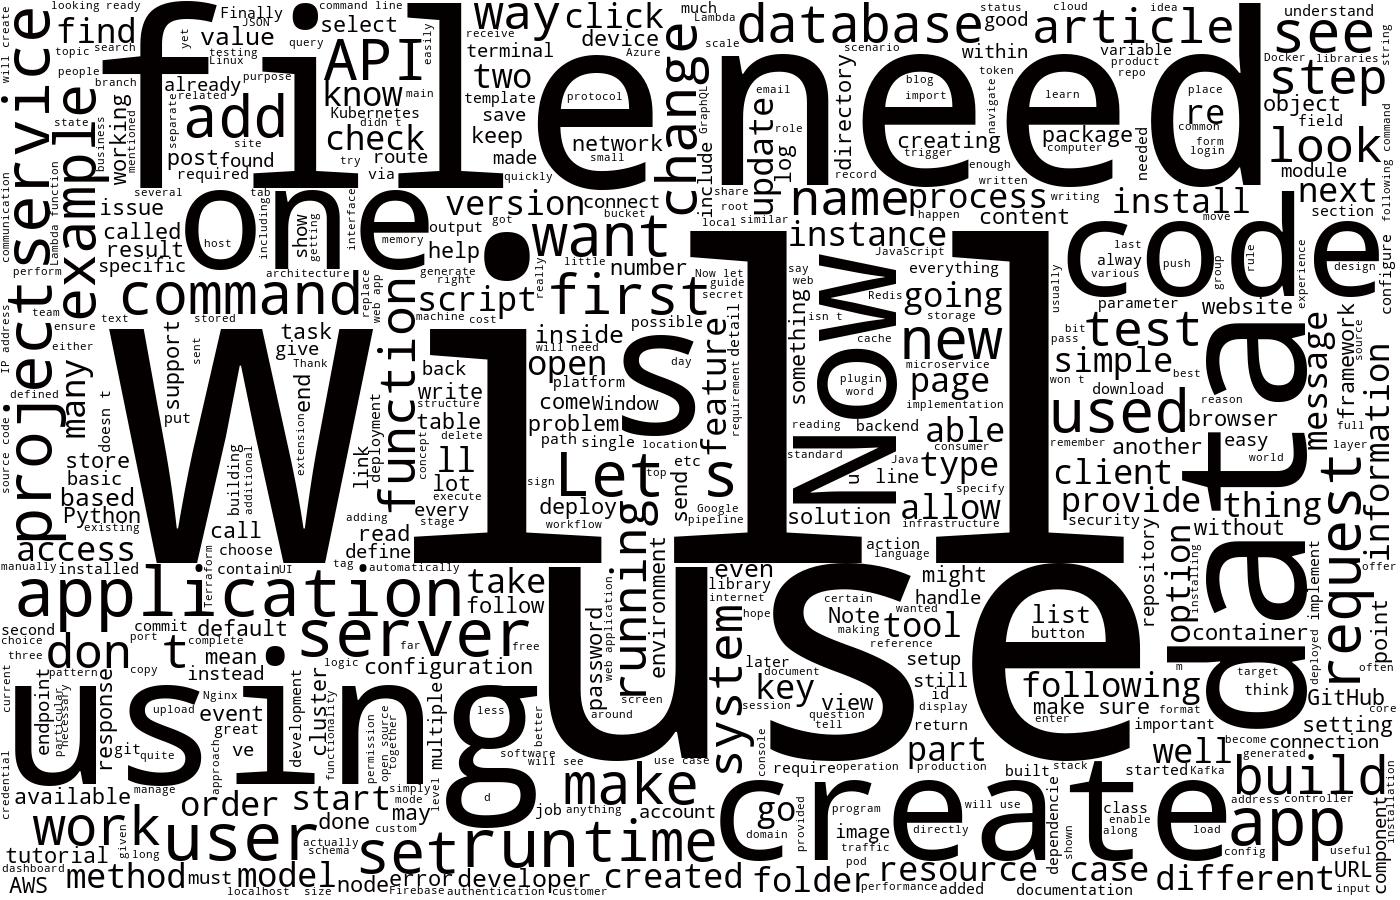 will
use
need
file
using
create
data
code
Now
one
is
user
application
server
command
projectservice
example
database
article
see
step
look
way
click
find
value
select
API
know
check
add
two
device
terminal
template
save
keep
made
network
change
update
log
directory
creating
package
re
object
field
module
next
section
install
content
name
process
instance
version
connect
want
number
first
script
output
help
function
running
system
request
information
message
framework
test
simple
used
client
provide
security
browser
another
website
parameter
download
new
page
going
everything
able
type
line
allow
solution
backend
something
feature
possible
inside
open
platform
come
Window
problem
path
single
location
Let s
deploy
workflow
send
etc
back
write
structure
table
delete
ll
lot
execute
every
stage
read
define
access
Python
based
basic
store
many
support
put
task
give
Thank
end
extension
building
additional
call
choose
contain
UI
link
deployment
concept
called
result
specific
issue
working
mentioned
post
found
required
route
via
try
already
related
purpose
Linux
testing
JSON
Finally
query
command line
looking ready
will create
topic
search
people
branch
state
business
separate
yet
site
Kubernetes
didn t
main
easily
receive
Azure
much
Lambda
scale
protocol
small
quickly
include
GraphQL
email
role
scenario
within
good
status
cloud
idea
variable
product
repo
token
blog
import
navigate
learn
computer
trigger
record
enough
written
needed
place
common
form
login
understand
Docker
libraries
string
following command
configure
design
experience
rule
group
push
last
alway
various
move
writing
happen
similar
share
root
local
bucket
got
little
really
generate
right
machine
cost
memory
interface
getting
show
including
tab
host
several
Lambda function
communication
perform
team
ensure
text
stored
architecture
replace
web app
IP address
either
defined
source code
doesn t
sent
existing
manually
installed
Terraform
tag
automatically
adding
take
follow
default
commit
port
complete
second
choice
three
don t
mean
instead
pattern
copy
logic
far
free
configuration
current
endpoint
particular
necessary
response
git
quite
upload
Nginx
event
great
ve
approach
development
cluster
functionality
permission
open source
together
multiple
level
less
software
will see
better
screen
around
password
web application
environment
use case
make
account
job
anything
simply
mode
may
custom
d
manage
order
start
done
actually
schema
available
credential
work
tutorial
given
long
dashboard
AWS
method
must
model
localhost
size
node
error
Firebase
developer
authentication
customer
set
runtime
created
folder
go
domain
provided
program
image
traffic
pod
performance
resource
added
documentation
case
directly
will use
built
stack
dependencie
shown
class
enable
along
load
config
started
Kafka
build
address
controller
app
useful
URL
input
different
component
installation
become
generated
connection
well
important
format
setting
GitHub
core
often
point
offer
deployed
implement
target
think
m
option
installing
container
repository
without
thing
easy
world
layer
full
source
reason
best
won t
remember
bit
pass
usually
JavaScript
Redis
storage
cache
isn t
say
web
plugin
word
microservice
implementation
consumer
Java
specify
infrastructure
u
reading
standard
action
language
Now let
guide
secret
detail
requirement
day
will need
top
sign
Google
pipeline
even
library
internet
hope
might
handle
certain
Note
making
wanted
tool
reference
setup
still
id
display
return
later
document
key
session
view
question
tell
console
require
operation
production
part
list
button
following
make sure
enter